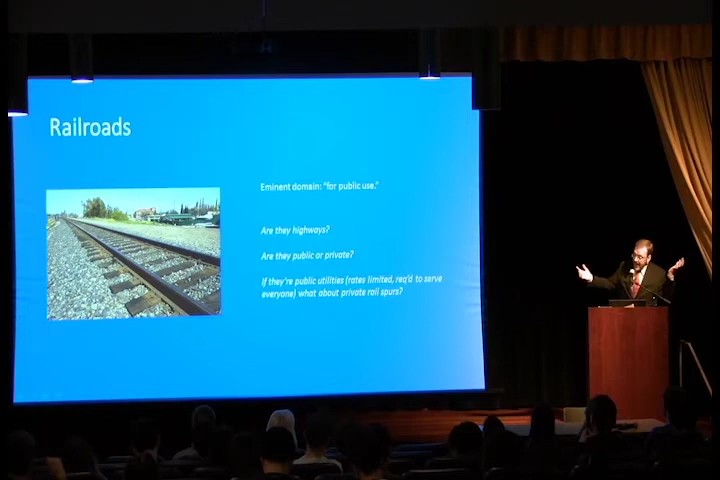 Railroads
Eminent domain: "for public use."
Are they highways?
Are they public or private?
If they're public utilities (rates limited, req'd to serve
everyone) what about private rail spurs?